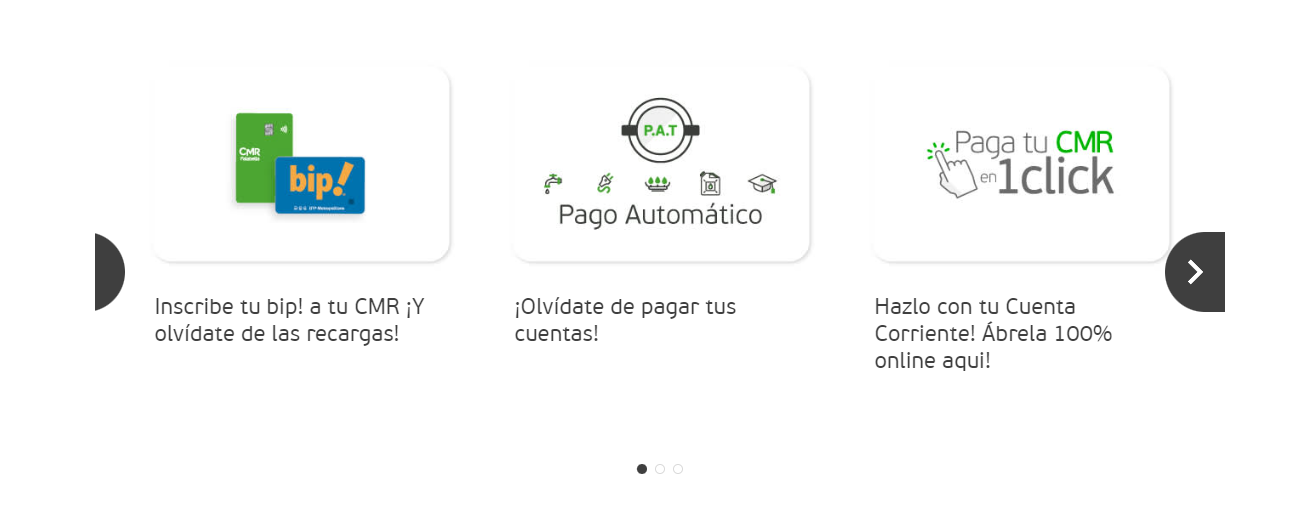 CMR
falabella
bip!
P.A.T
Pago Automático
Paga tu CMR
en 1click
Inscribe tu bip! a tu CMR ¡Y
olvídate de las recargas!
¡Olvídate de pagar tus
cuentas!
Hazlo con tu Cuenta
Corriente! Ábrela 100%
online aqui!